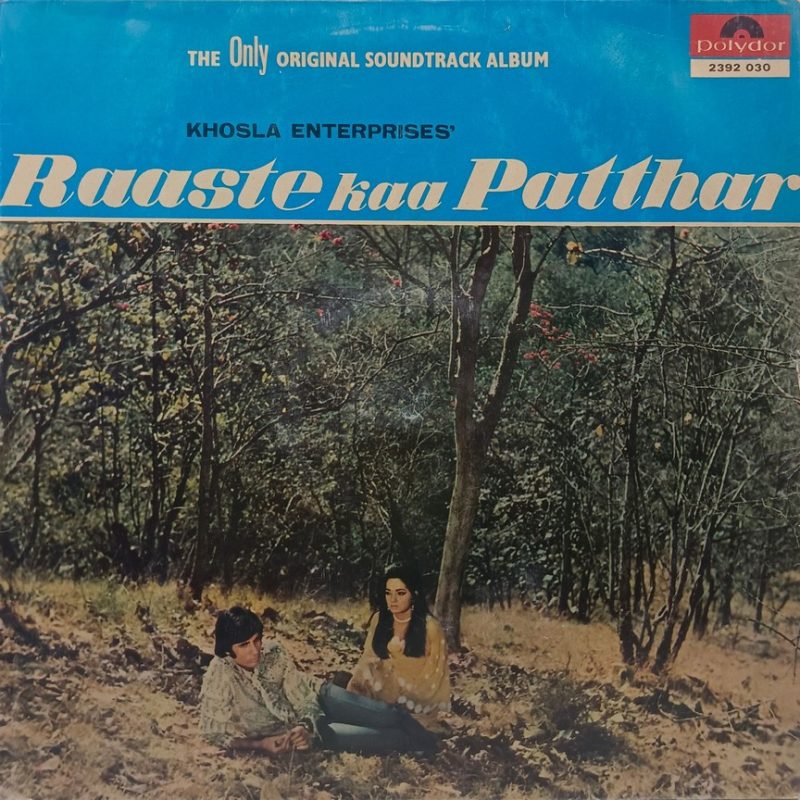 polydor
2392 030
THE Only ORIGINAL SOUNDTRACK ALBUM
KHOSLA ENTERPRISES'
Raaste kaa Patthar